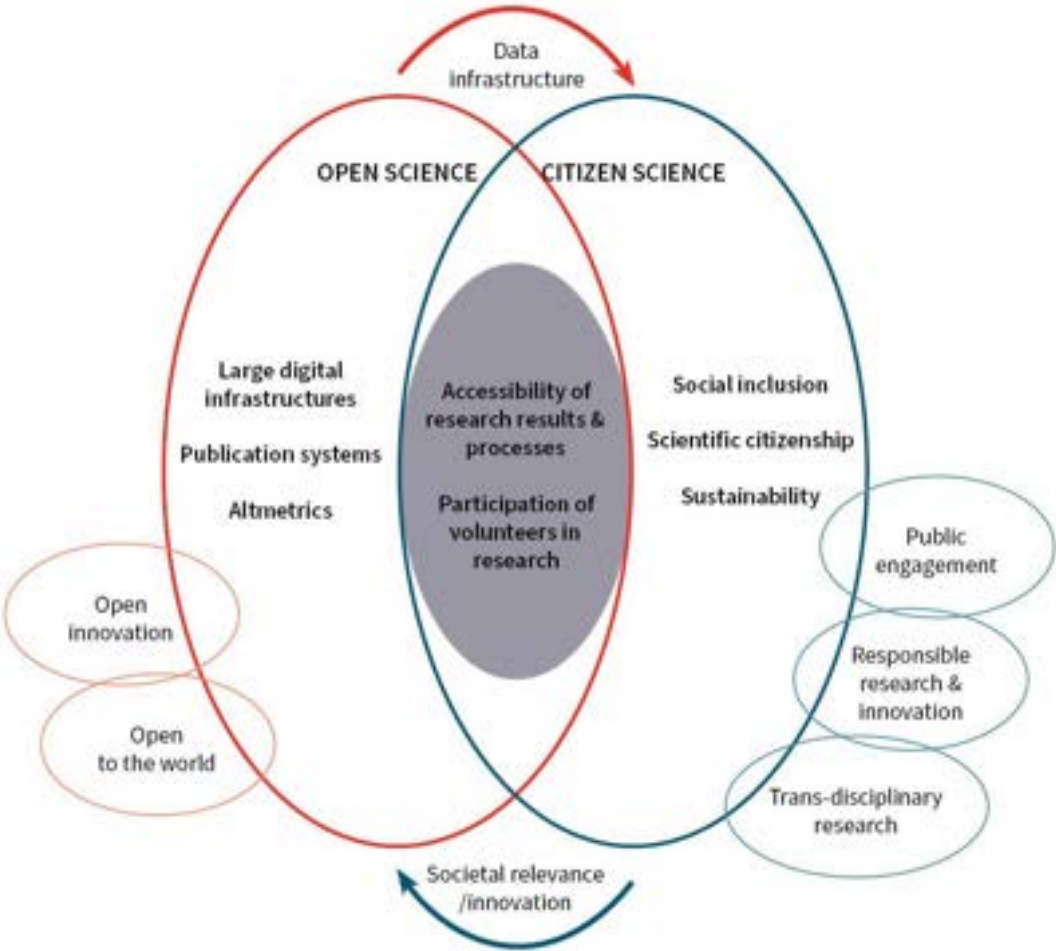 Data
infrastructure
OPEN SCIENCE
CITIZEN SCIENCE
Large digital
infrastructures
Publication systems
Altmetrics
Accessibility of
research results &
processes
Participation of
volunteers in
research
Social inclusion
Scientific citizenship
Sustainability
Open
innovation
Open
to the world
Public
engagement
Responsible
research &
innovation
Trans-disciplinary
research
Societal relevance
/innovation